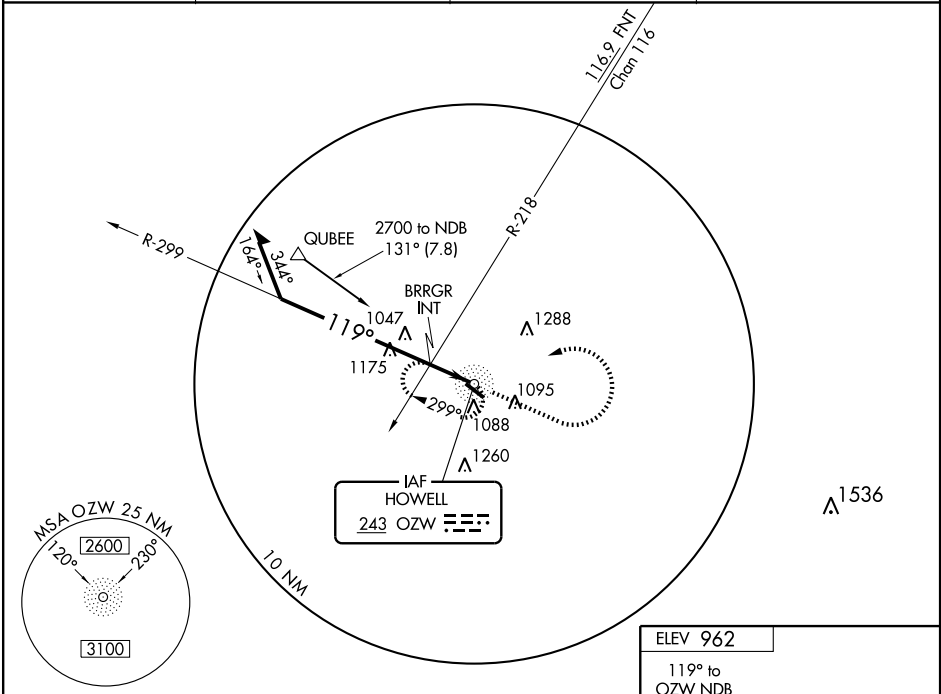 116.9 FNT
Chan 116
R-218
R-299
164°
344°
QUBEE
2700 to NDB
131° (7.8)
BRRGR
INT
119°
1047
1175
1288
1095
299°
1088
1260
IAF
HOWELL
243 OZW
1536
10 NM
MSA OZW 25 NM
120°
2600
230°
3100
ELEV 962
119° to
OZW NDB